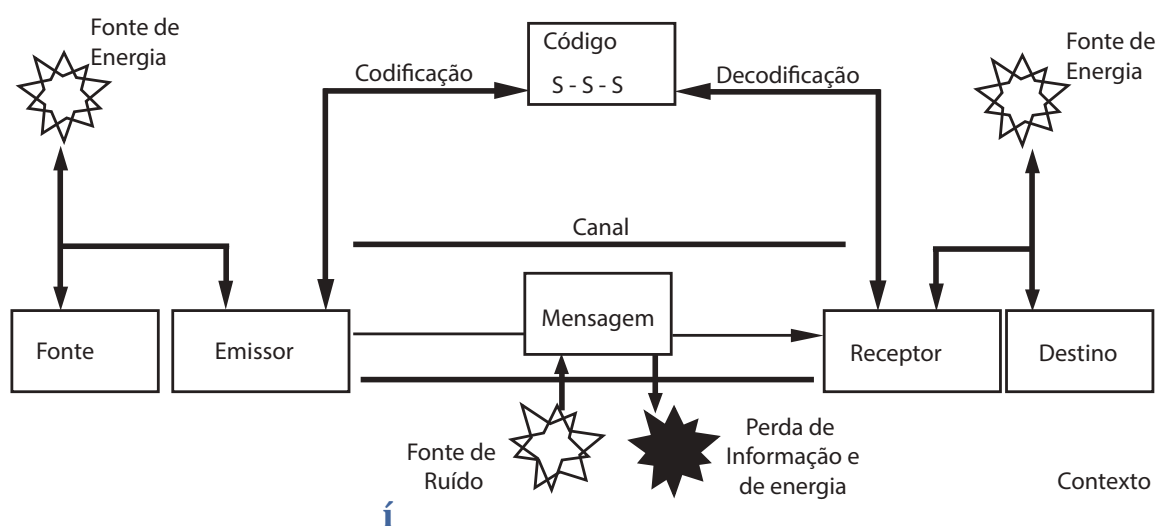 Fonte de
Energia
Código
S - S - S
Codificação
Decodificação
Fonte de
Energia
Canal
Fonte
Emissor
Mensagem
Receptor
Destino
Fonte de
Ruído
Perda de
Informação e
de energia
Contexto
í